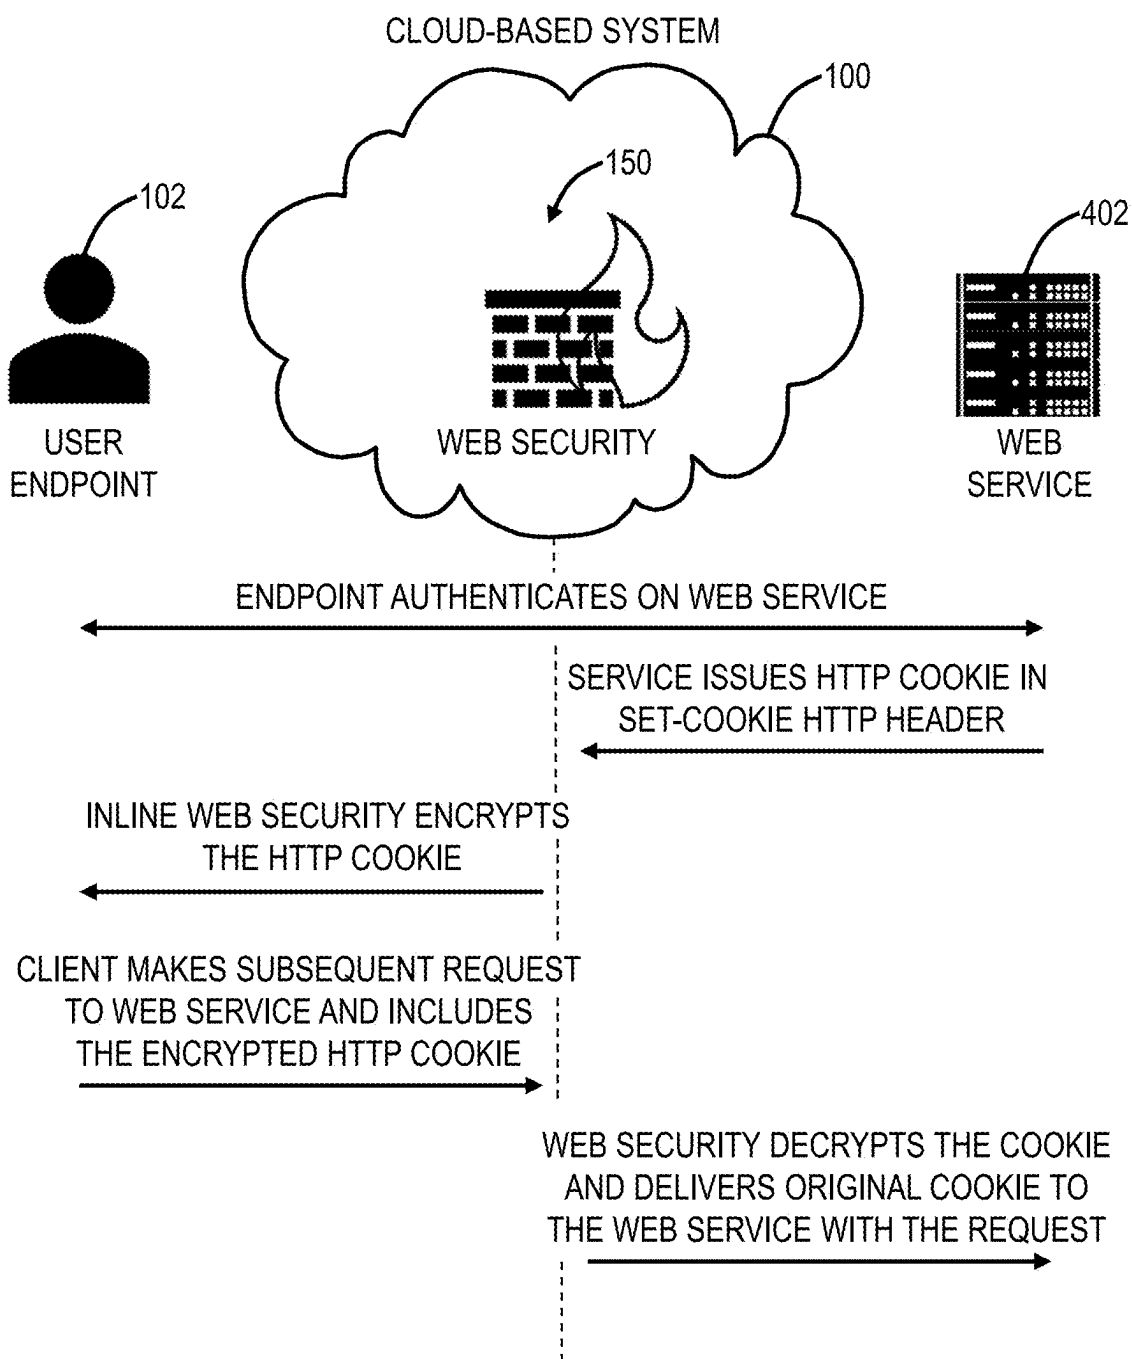 CLOUD-BASED SYSTEM
100
150
102
402
USER
ENDPOINT
WEB SECURITY
WEB
SERVICE
ENDPOINT AUTHENTICATES ON WEB SERVICE
SERVICE ISSUES HTTP COOKIE IN
SET-COOKIE HTTP HEADER
INLINE WEB SECURITY ENCRYPTS
THE HTTP COOKIE
CLIENT MAKES SUBSEQUENT REQUEST
TO WEB SERVICE AND INCLUDES
THE ENCRYPTED HTTP COOKIE
WEB SECURITY DECRYPTS THE COOKIE
AND DELIVERS ORIGINAL COOKIE TO
THE WEB SERVICE WITH THE REQUEST